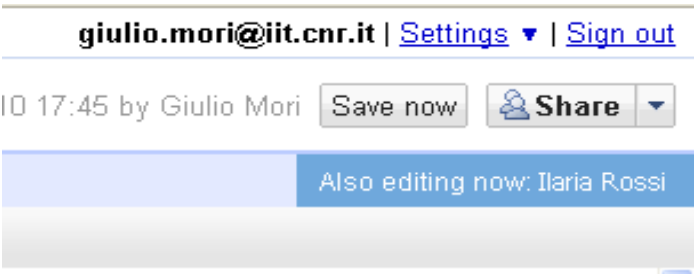 giulio.mori@iit.cnr.it | Settings ▼ | Sign out
17:45 by Giulio Mori Save now Share
Also editing now: Ilaria Rossi